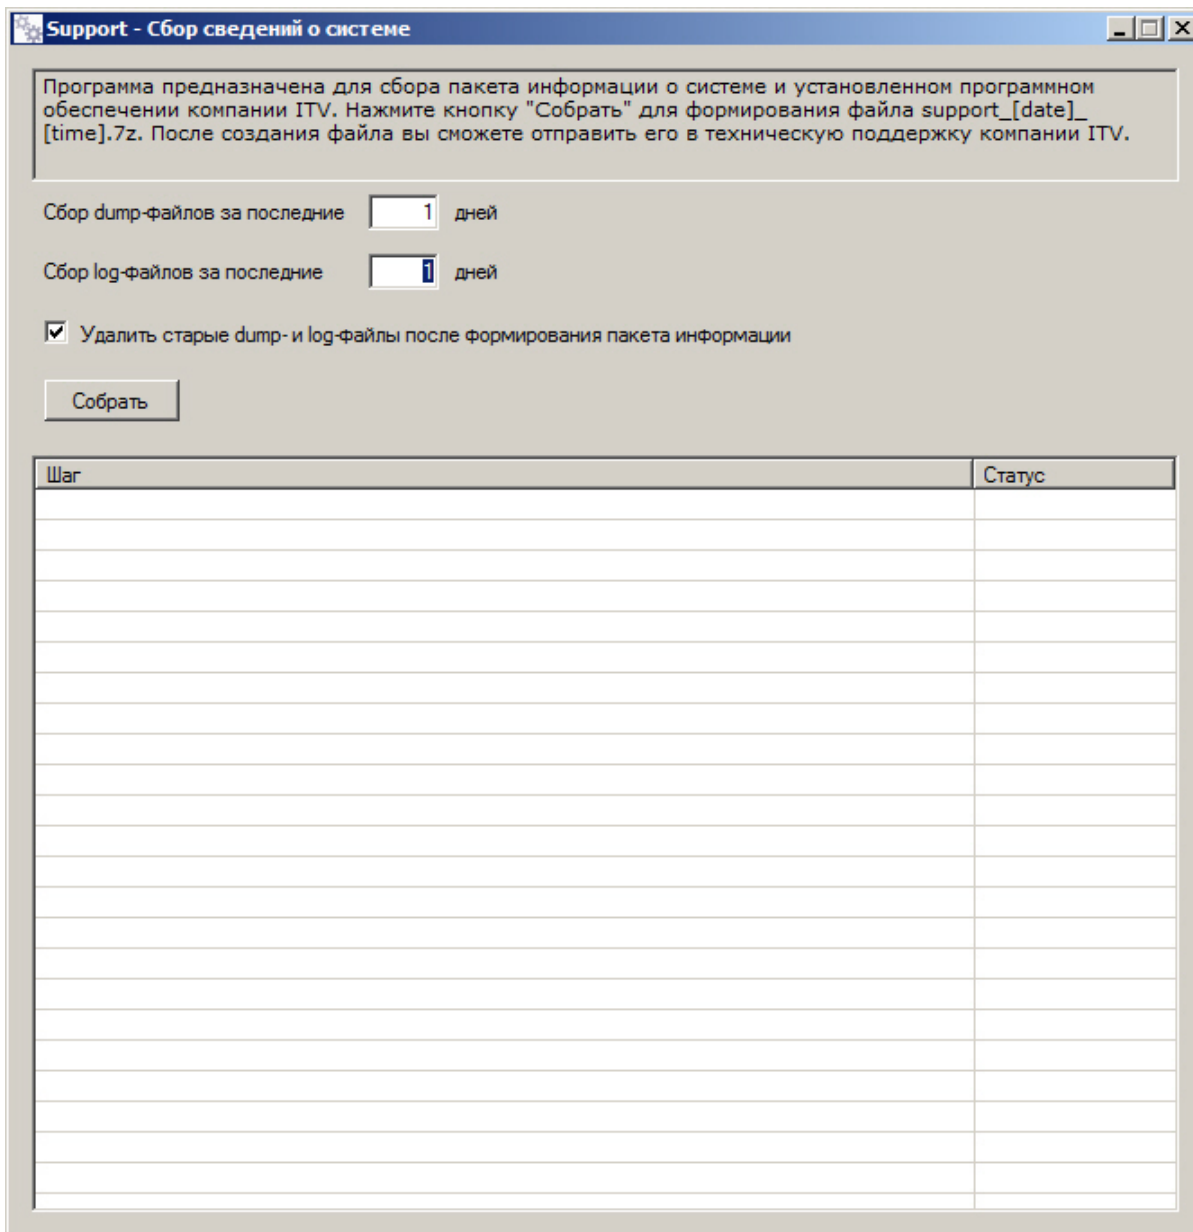 Support - Сбор сведений о системе
Программа предназначена для сбора пакета информации о системе и установленном программном
обеспечении компании ITV. Нажмите кнопку "Собрать" для формирования файла support_[date]_
[time].7z. После создания файла вы сможете отправить его в техническую поддержку компании ITV.
Сбор dump-файлов за последние 1 дней
Сбор log-файлов за последние 1 дней
Удалить старые dump- и log-файлы после формирования пакета информации
Собрать
Шаг Статус